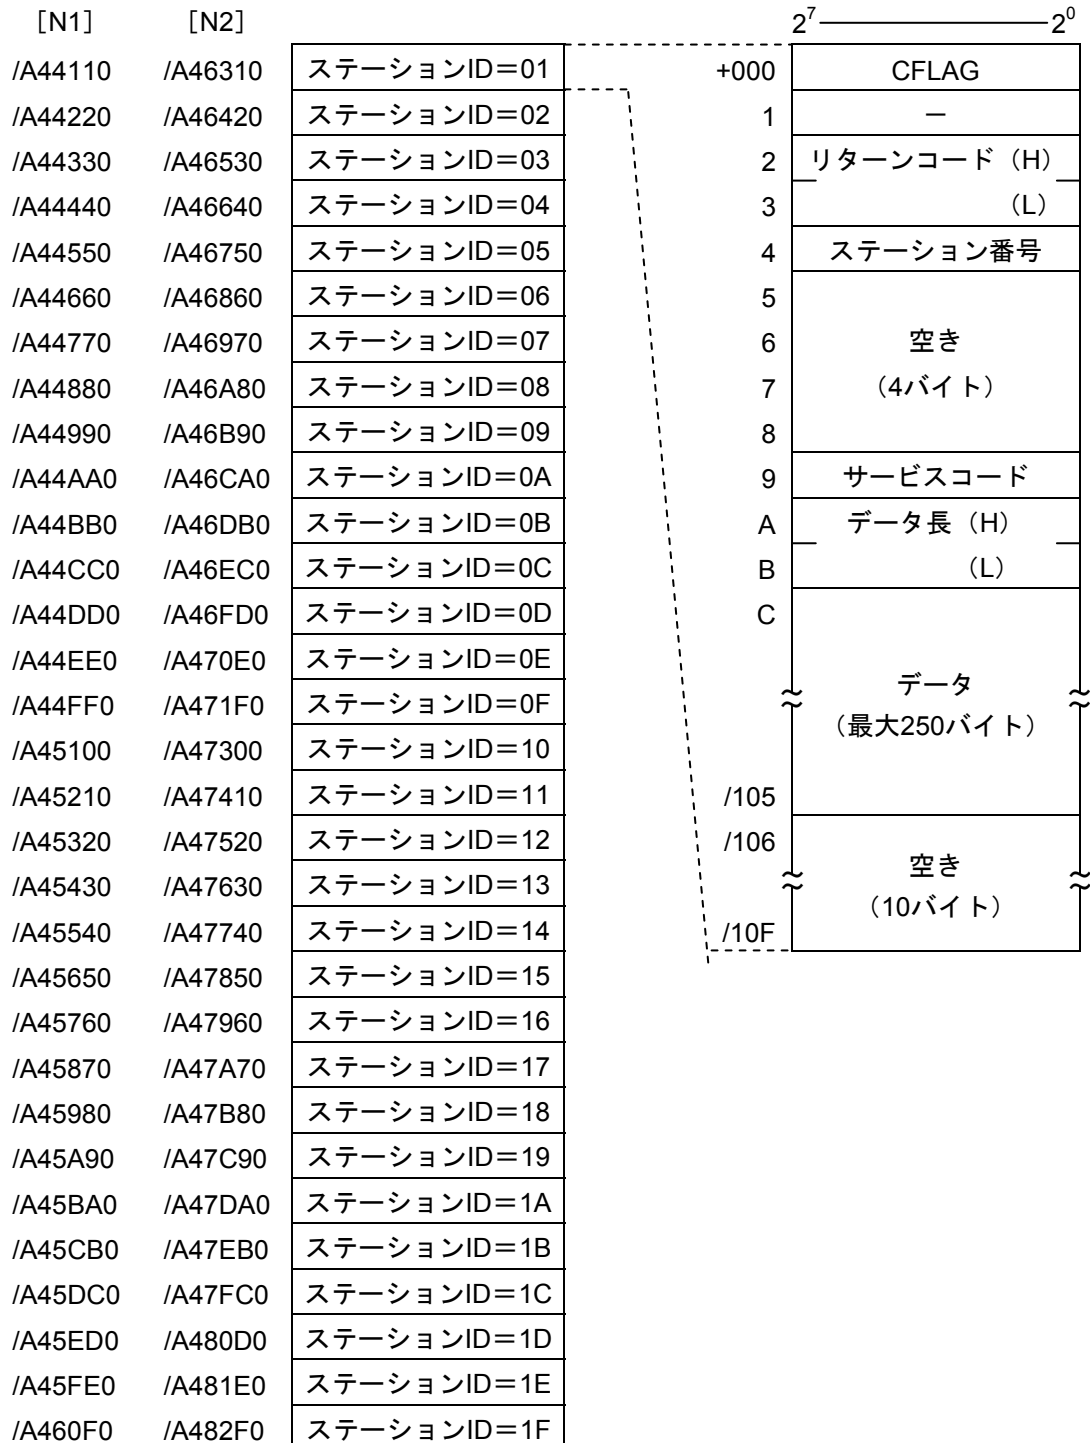 ［N1］ ［N2］
/A44110 /A46310 ステーションID＝01
/A44220 /A46420 ステーションID＝02
/A44330 /A46530 ステーションID＝03
/A44440 /A46640 ステーションID＝04
/A44550 /A46750 ステーションID＝05
/A44660 /A46860 ステーションID＝06
/A44770 /A46970 ステーションID＝07
/A44880 /A46A80 ステーションID＝08
/A44990 /A46B90 ステーションID＝09
/A44AA0 /A46CA0 ステーションID＝0A
/A44BB0 /A46DB0 ステーションID＝0B
/A44CC0 /A46EC0 ステーションID＝0C
/A44DD0 /A46FD0 ステーションID＝0D
/A44EE0 /A470E0 ステーションID＝0E
/A44FF0 /A471F0 ステーションID＝0F
/A45100 /A47300 ステーションID＝10
/A45210 /A47410 ステーションID＝11
/A45320 /A47520 ステーションID＝12
/A45430 /A47630 ステーションID＝13
/A45540 /A47740 ステーションID＝14
/A45650 /A47850 ステーションID＝15
/A45760 /A47960 ステーションID＝16
/A45870 /A47A70 ステーションID＝17
/A45980 /A47B80 ステーションID＝18
/A45A90 /A47C90 ステーションID＝19
/A45BA0 /A47DA0 ステーションID＝1A
/A45CB0 /A47EB0 ステーションID＝1B
/A45DC0 /A47FC0 ステーションID＝1C
/A45ED0 /A480D0 ステーションID＝1D
/A45FE0 /A481E0 ステーションID＝1E
/A460F0 /A482F0 ステーションID＝1F
2⁷ 2⁰
+000 CFLAG
1 －
2 リターンコード（H）
3 （L）
4 ステーション番号
5
6 空き
7 （4バイト）
8
9 サービスコード
A データ長（H）
B （L）
C
データ
（最大250バイト）
/105
/106
空き
（10バイト）
/10F